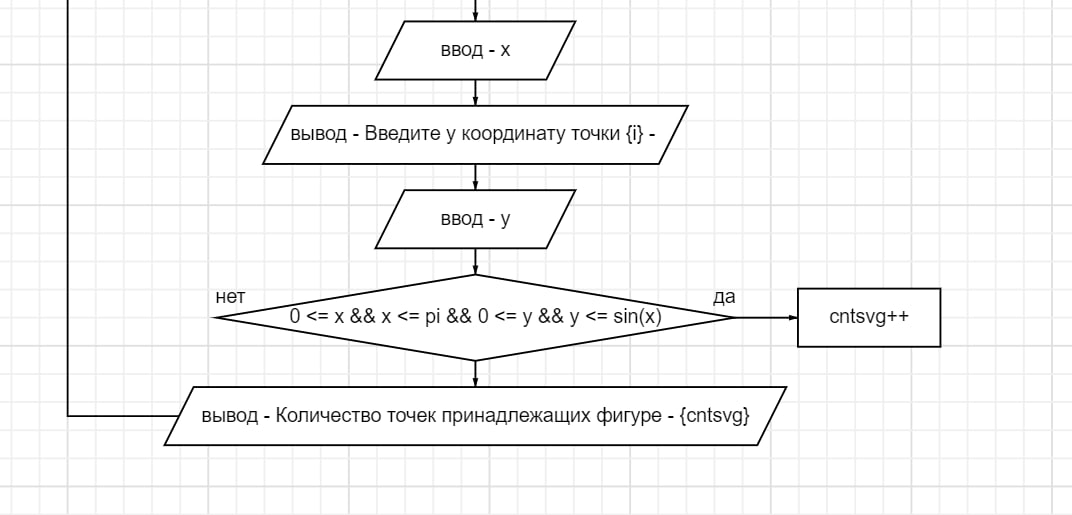 ввод - x
вывод - Введите y координату точки {i} -
ввод - y
нет
да
0 <= x && x <= pi && 0 <= y && y <= sin(x)
cntsvg++
вывод - Количество точек принадлежащих фигуре - {cntsvg}